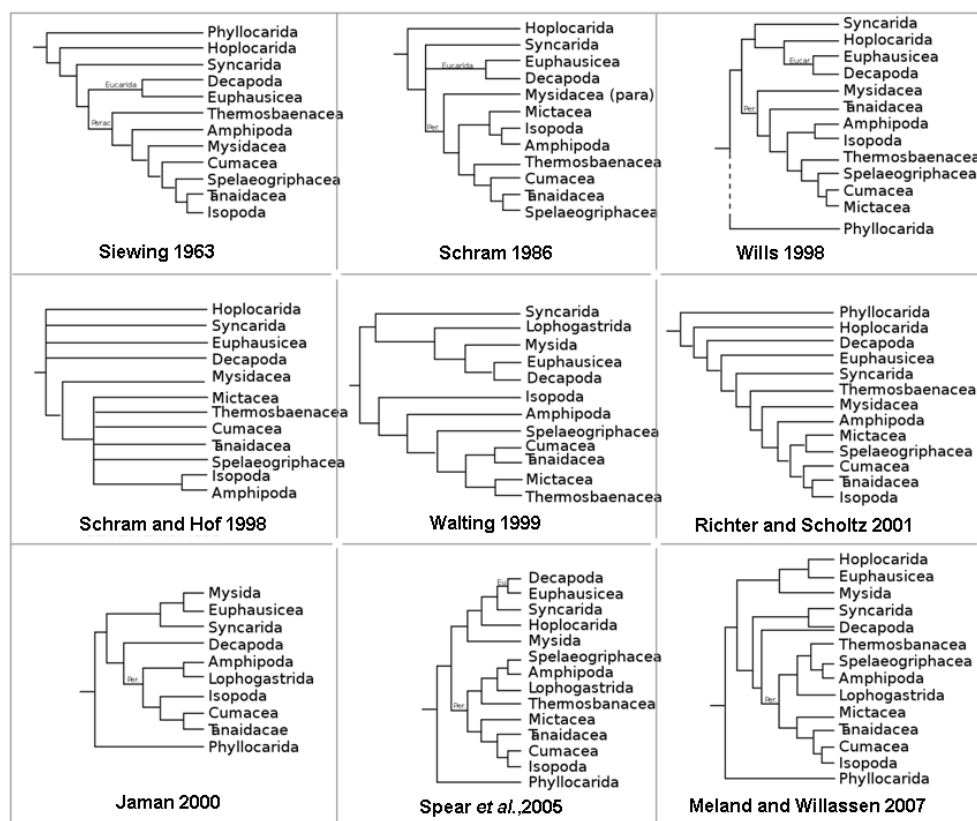 Phyllocarida
Hoplocarida
Syncarida
Eucarida
Decapoda
Euphausicea
Perac
Thermosbaenacea
Amphipoda
Mysidacea
Cumacea
Spelaeogriphacea
Tanaidacea
Isopoda
Siewing 1963
Hoplocarida
Syncarida
Eucarida
Euphausicea
Decapoda
Mysidacea (para)
Per.
Mictacea
Isopoda
Amphipoda
Thermosbaenacea
Cumacea
Tanaidacea
Spelaeogriphacea
Schram 1986
Syncarida
Hoplocarida
Eucar.
Euphausicea
Decapoda
Mysidacea
Per.
Tanaidacea
Amphipoda
Isopoda
Thermosbaenacea
Spelaeogriphacea
Cumacea
Mictacea
Phyllocarida
Wills 1998
Hoplocarida
Syncarida
Euphausicea
Decapoda
Mysidacea
Mictacea
Thermosbaenacea
Cumacea
Tanaidacea
Spelaeogriphacea
Isopoda
Amphipoda
Schram and Hof 1998
Syncarida
Lophogastrida
Mysida
Euphausicea
Decapoda
Isopoda
Amphipoda
Spelaeogriphacea
Cumacea
Tanaidacea
Mictacea
Thermosbaenacea
Walting 1999
Phyllocarida
Hoplocarida
Decapoda
Euphausicea
Syncarida
Thermosbaenacea
Mysidacea
Amphipoda
Mictacea
Spelaeogriphacea
Cumacea
Tanaidacea
Isopoda
Richter and Scholtz 2001
Mysida
Euphausicea
Syncarida
Decapoda
Per.
Amphipoda
Lophogastrida
Isopoda
Cumacea
Tanaidacae
Phyllocarida
Jaman 2000
Decapoda
Eu.
Euphausicea
Syncarida
Hoplocarida
Mysida
Spelaeogriphacea
Amphipoda
Lophogastrida
Per.
Thermosbanacea
Mictacea
Tanaidacea
Cumacea
Isopoda
Phyllocarida
Spear et al.,2005
Hoplocarida
Euphausicea
Mysida
Syncarida
Decapoda
Thermosbanacea
Spelaeogriphacea
Amphipoda
Per.
Lophogastrida
Mictacea
Tanaidacea
Cumacea
Isopoda
Phyllocarida
Meland and Willassen 2007